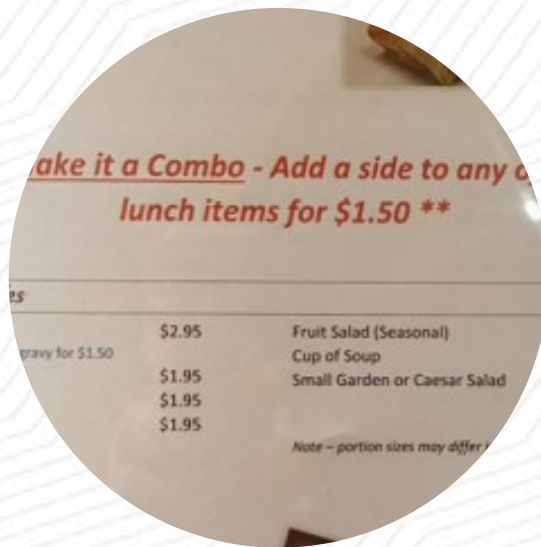 ake it a Combo - Add a side to any
lunch items for $1.50 **
es
$2.95 Fruit Salad (Seasonal)
gravy for $1.50 Cup of Soup
$1.95 Small Garden or Caesar Salad
$1.95
$1.95
Note – portion sizes may differ